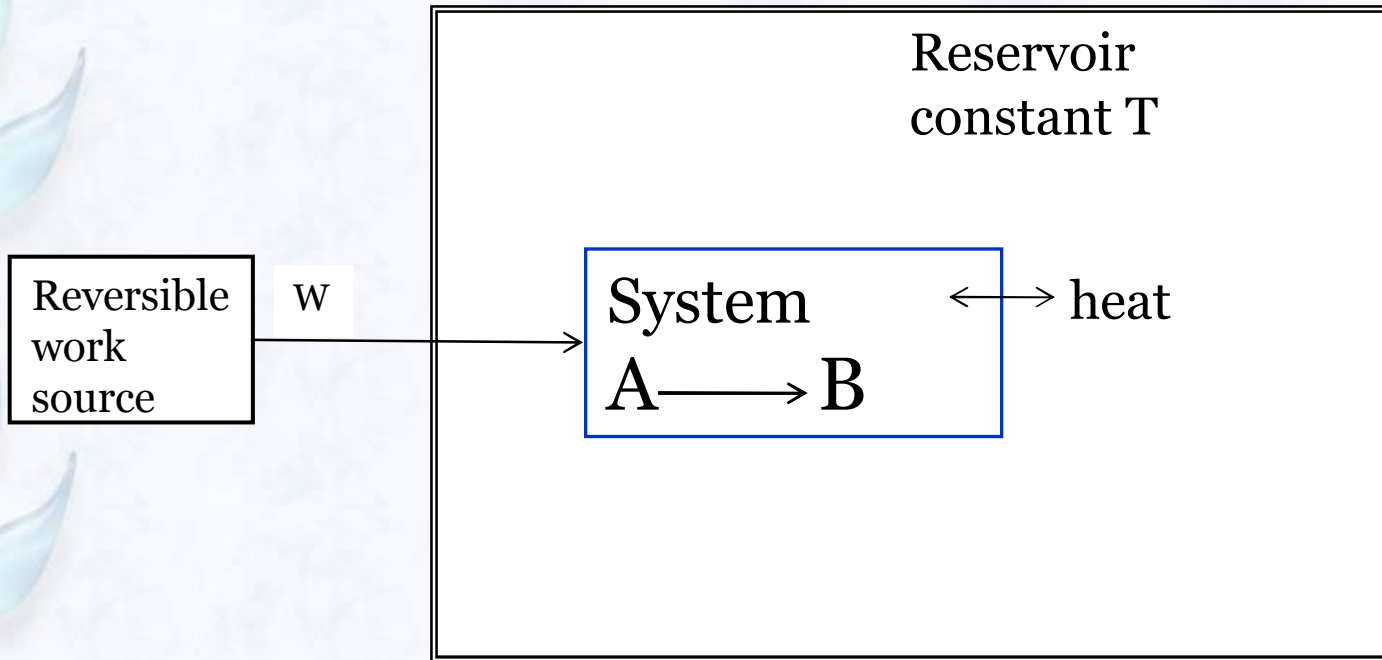 Reservoir
constant T
Reversible
work
source
W
System
heat
A B